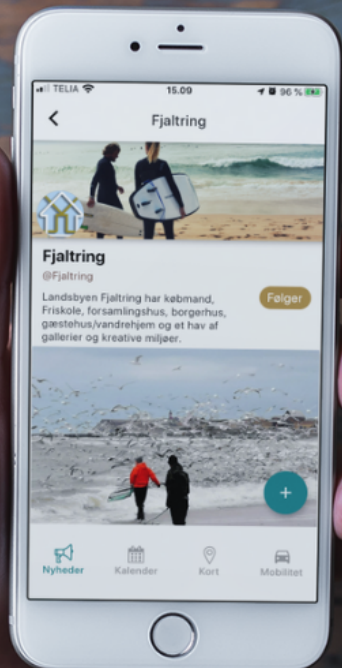 TELIA 15.09 96 %
Fjaltring
Fjaltring
@Fjaltring
Landsbyen Fjaltring har købmand,
Friskole, forsamlingshus, borgerhus,
gæstehus/vandrehjem og et hav af
gallerier og kreative miljøer.
Følger
+
Nyheder Kalender Kort Mobilitet